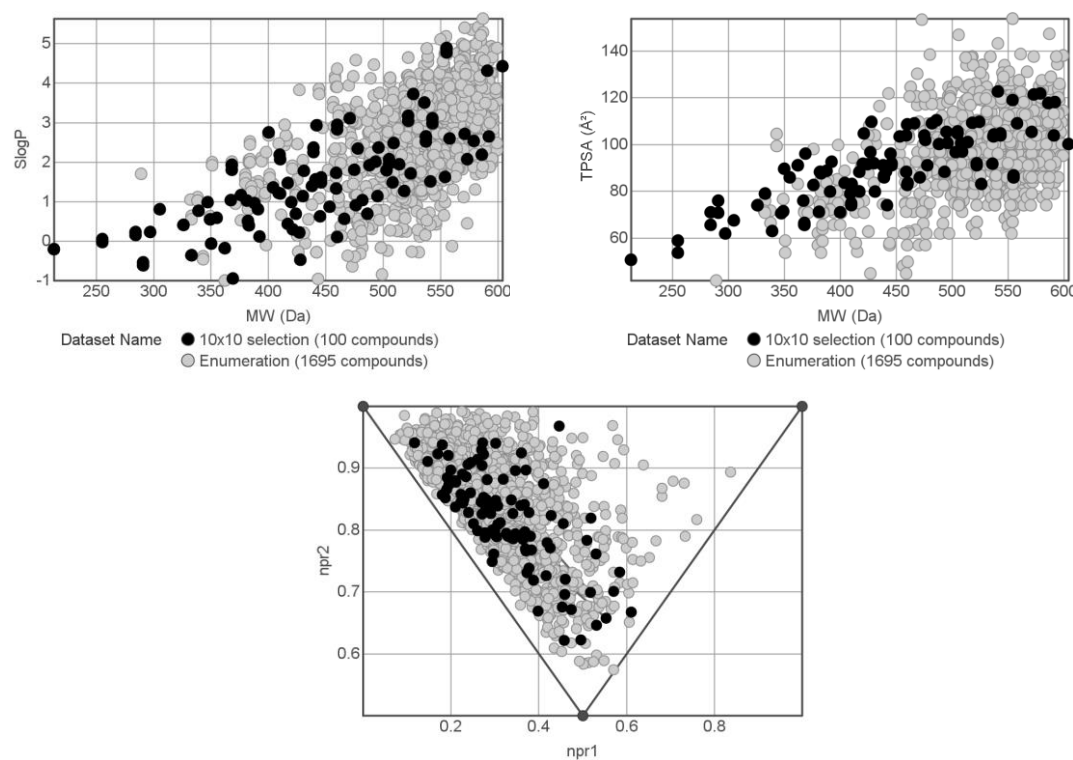 5
4
3
2
1
0
-1
SlogP
250 300 350 400 450 500 550 600
MW (Da)
Dataset Name 10x10 selection (100 compounds)
Enumeration (1695 compounds)
140
120
100
80
60
TPSA (Å²)
250 300 350 400 450 500 550 600
MW (Da)
Dataset Name 10x10 selection (100 compounds)
Enumeration (1695 compounds)
0.9
0.8
0.7
0.6
npr2
0.2 0.4 0.6 0.8
npr1